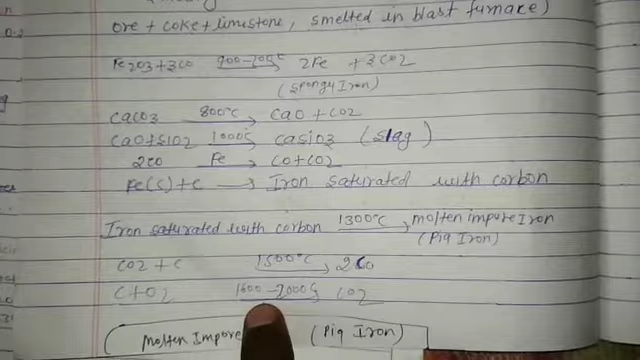 ore + coke + limestone, smelted in blast furnace)
Fe2O3 + 3CO 400-700°C 2Fe + 3CO2
(spongy Iron)
CaCO3 800°C CaO + CO2
CaO + SiO2 1000°C CaSiO3 (slag)
2CO Fe C + CO2
Fe(s) + C → Iron saturated with carbon
Iron saturated with carbon 1300°C molten impure Iron
(Pig Iron)
CO2 + C 1500°C 2CO
C + O2 1600-2000°C CO2
Molten Impure (Pig Iron)